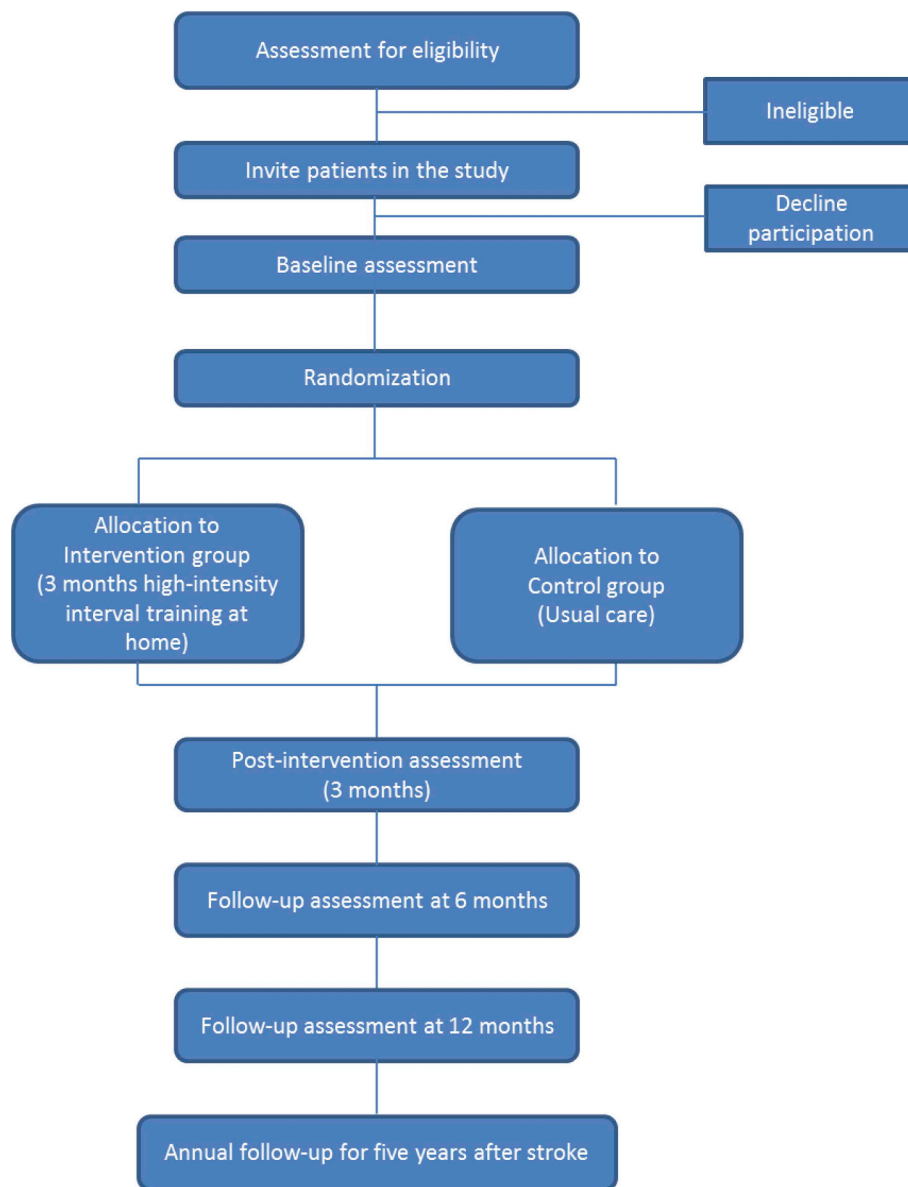 Assessment for eligibility
Ineligible
Invite patients in the study
Decline
participation
Baseline assessment
Randomization
Allocation to
Intervention group
(3 months high-intensity
interval training at
home)
Allocation to
Control group
(Usual care)
Post-intervention assessment
(3 months)
Follow-up assessment at 6 months
Follow-up assessment at 12 months
Annual follow-up for five years after stroke